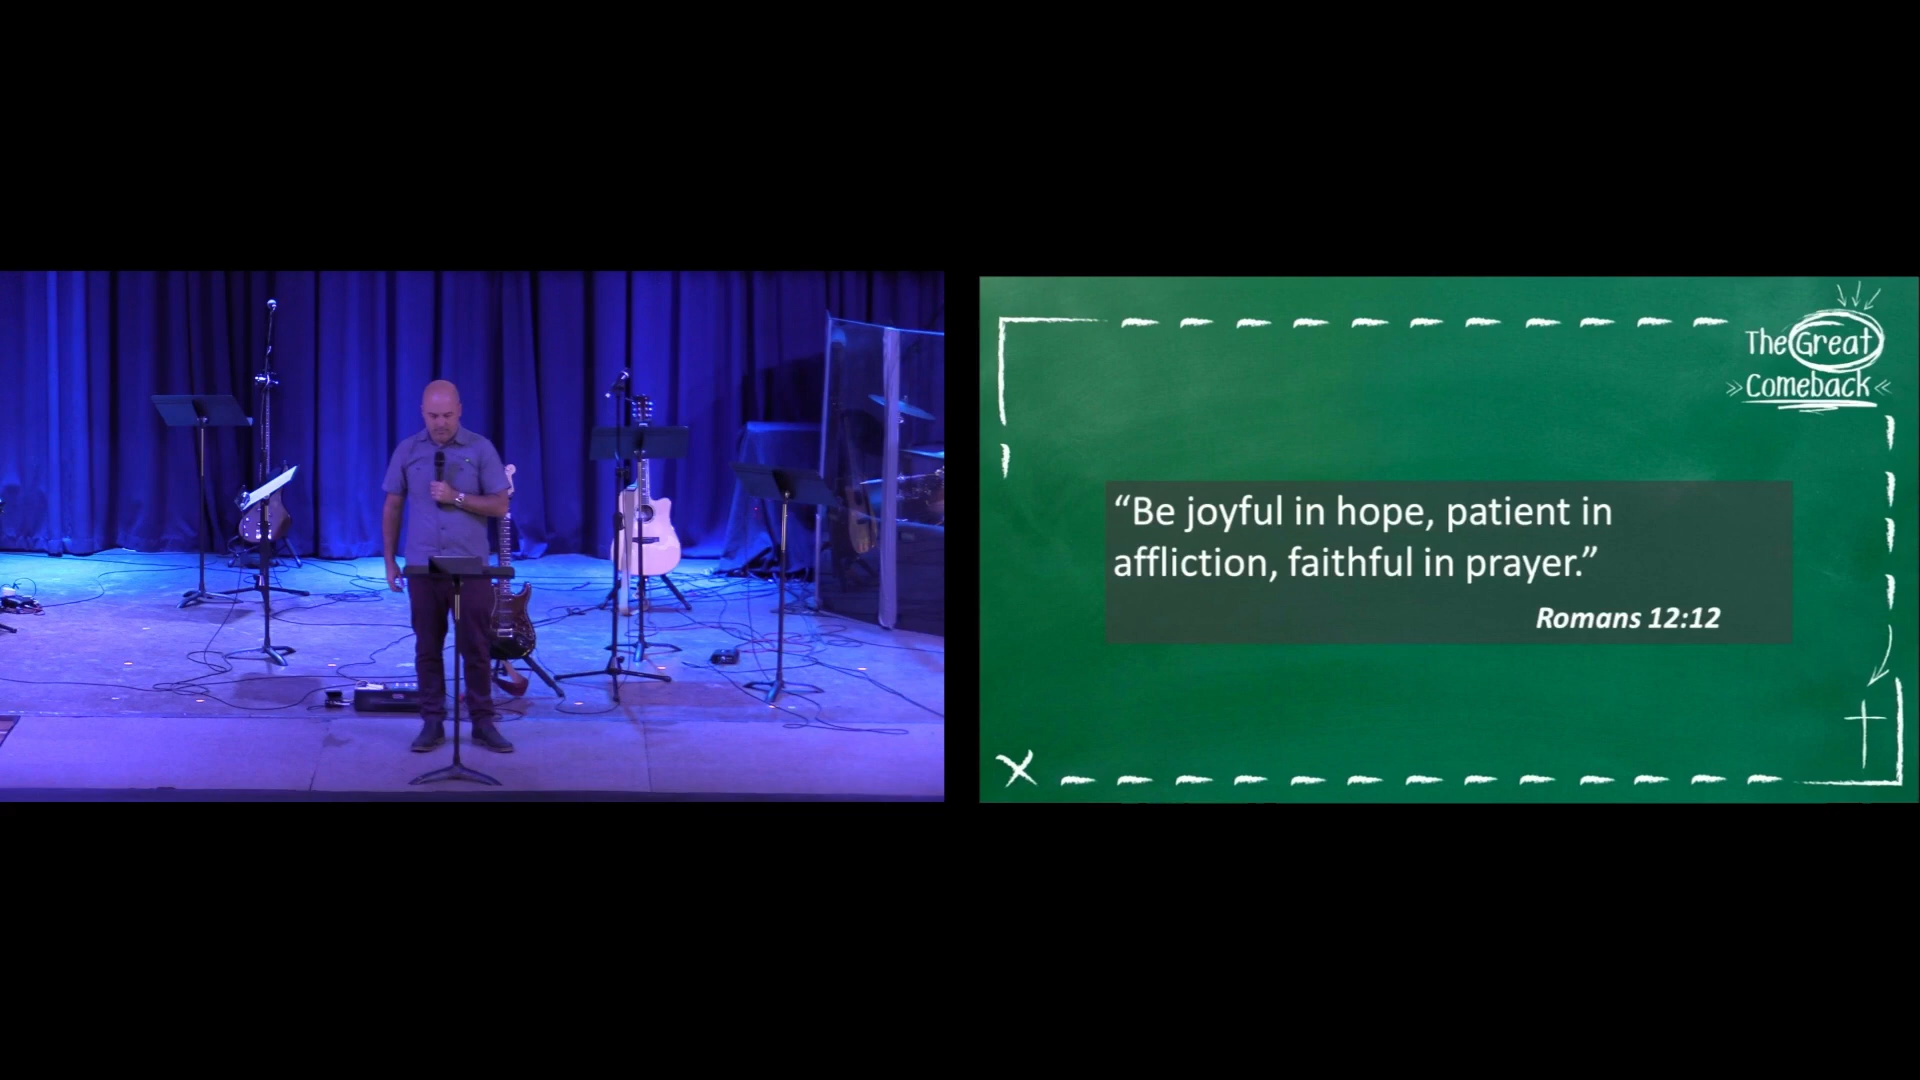 The Great
»Comeback«
“Be joyful in hope, patient in
affliction, faithful in prayer.”
Romans 12:12